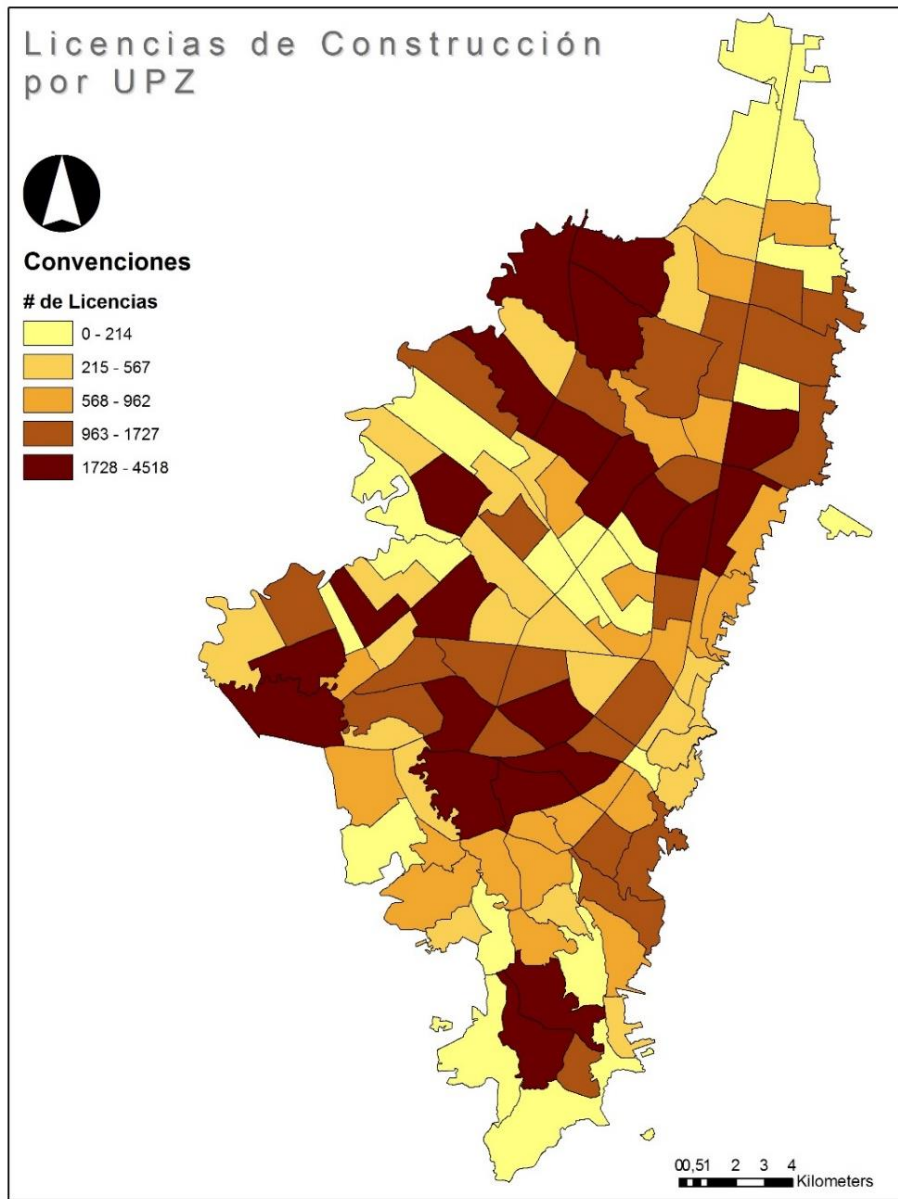 Licencias de Construcción
por UPZ
Convenciones
# de Licencias
0 - 214
215 - 567
568 - 962
963 - 1727
1728 - 4518
00,51 2 3 4
Kilometers